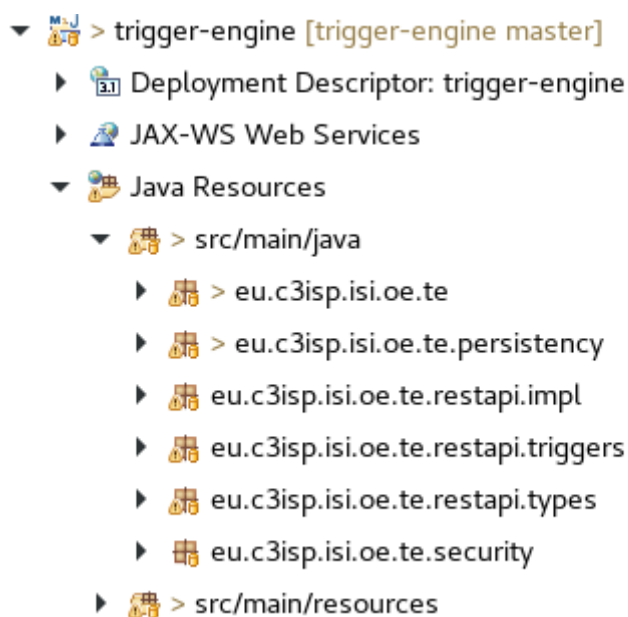 > trigger-engine [trigger-engine master]
3.1 Deployment Descriptor: trigger-engine
JAX-WS Web Services
Java Resources
> src/main/java
> eu.c3isp.isi.oe.te
> eu.c3isp.isi.oe.te.persistency
eu.c3isp.isi.oe.te.restapi.impl
eu.c3isp.isi.oe.te.restapi.triggers
eu.c3isp.isi.oe.te.restapi.types
eu.c3isp.isi.oe.te.security
> src/main/resources